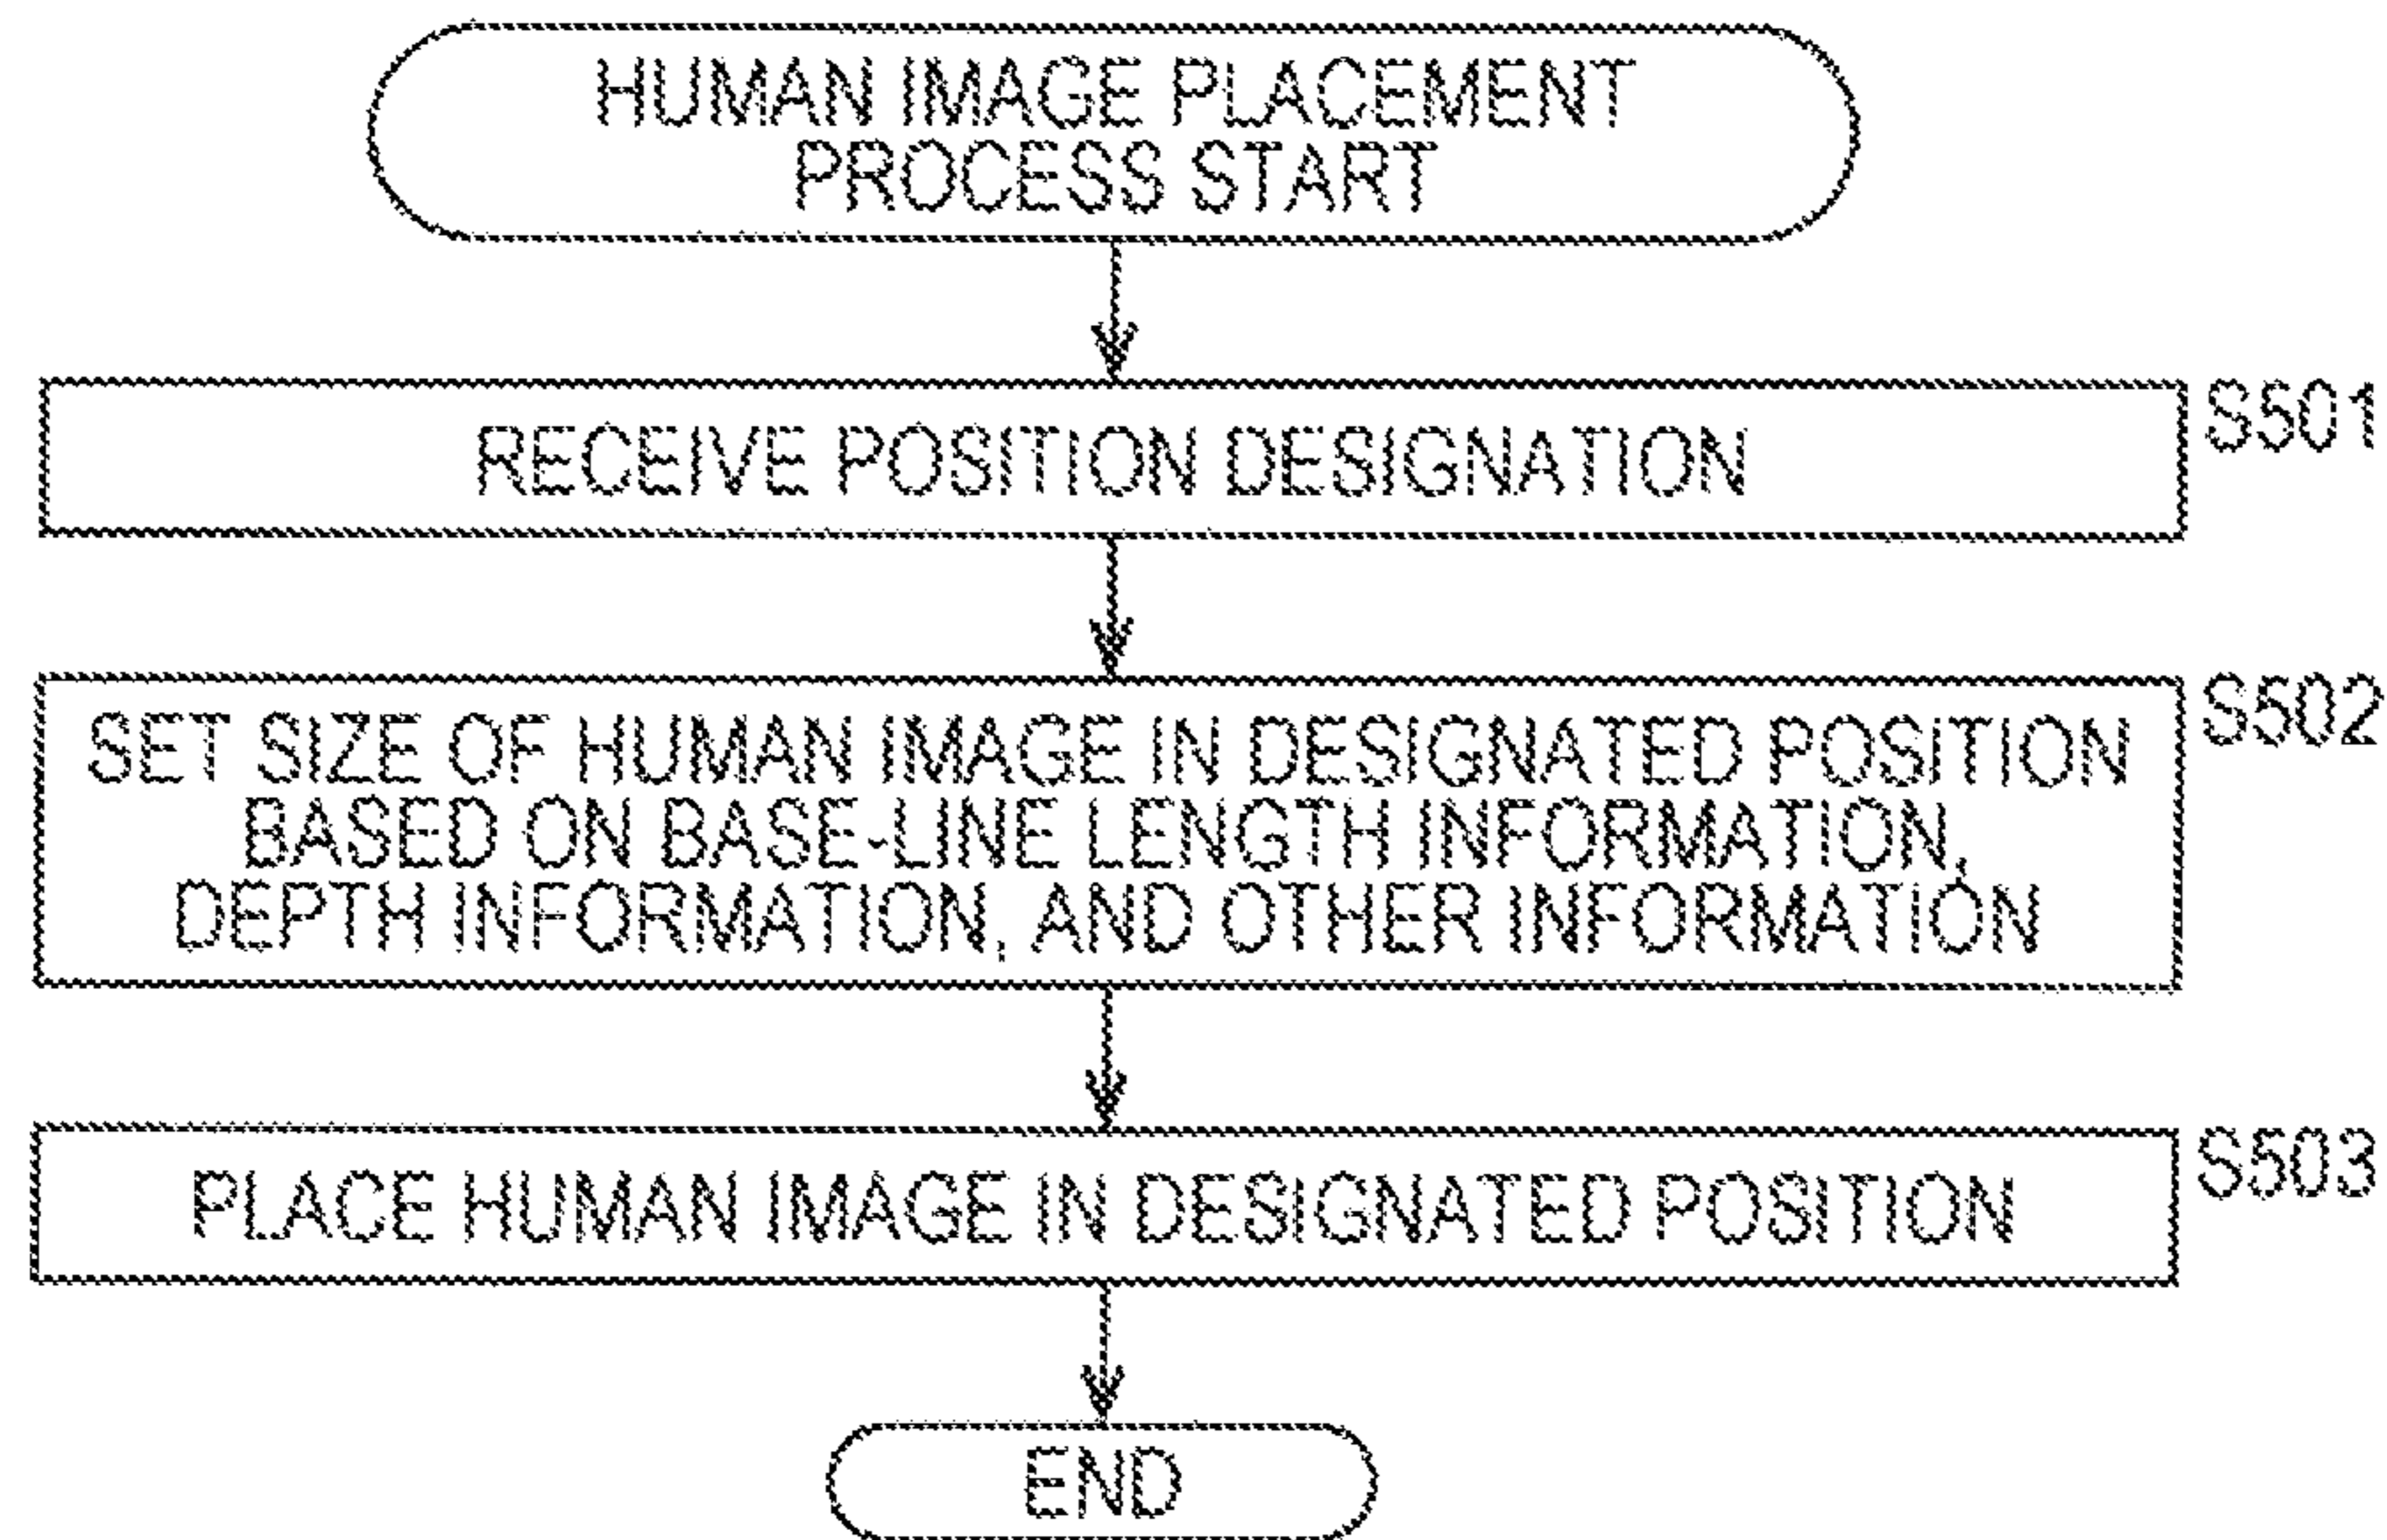 HUMAN IMAGE PLACEMENT
PROCESS START
RECEIVE POSITION DESIGNATION
S501
SET SIZE OF HUMAN IMAGE IN DESIGNATED POSITION
BASED ON BASE-LINE LENGTH INFORMATION,
DEPTH INFORMATION, AND OTHER INFORMATION
S502
PLACE HUMAN IMAGE IN DESIGNATED POSITION
S503
END